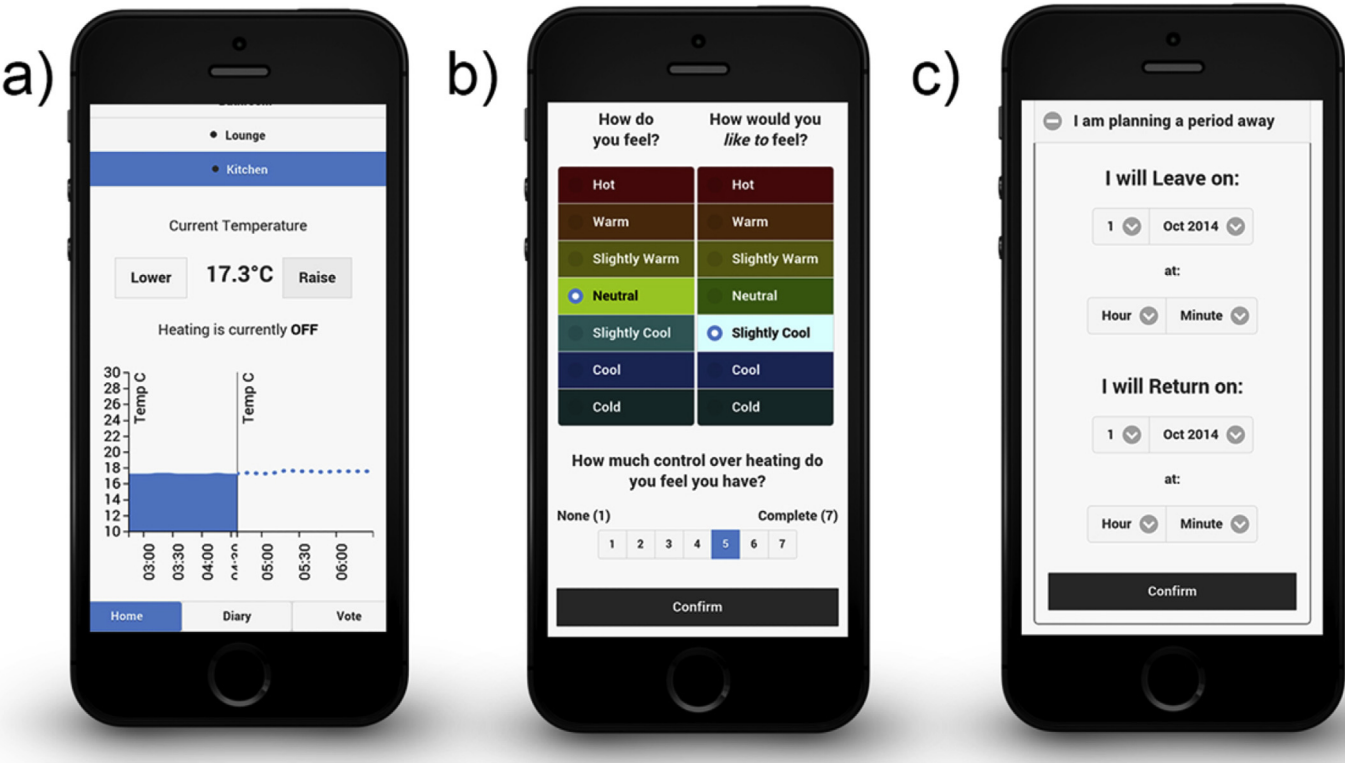 a)
Lounge
Kitchen
Current Temperature
Lower 17.3°C Raise
Heating is currently OFF
30
28
26
24
22
20
18
16
14
12
10
Temp C
Temp C
03:00
03:30
04:00
04:30
05:00
05:30
06:00
Home Diary Vote
b)
How do
you feel?
How would you
like to feel?
Hot Hot
Warm Warm
Slightly Warm Slightly Warm
Neutral Neutral
Slightly Cool Slightly Cool
Cool Cool
Cold Cold
How much control over heating do
you feel you have?
None (1) Complete (7)
1 2 3 4 5 6 7
Confirm
c)
I am planning a period away
I will Leave on:
1 Oct 2014
at:
Hour Minute
I will Return on:
1 Oct 2014
at:
Hour Minute
Confirm